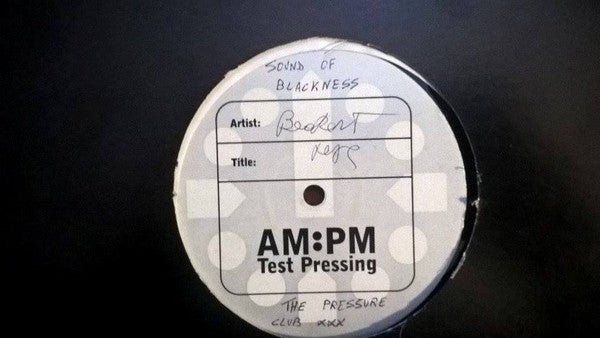 SOUND OF
BLACKNESS
Artist:
Title:
AM:PM
Test Pressing
THE PRESSURE
CLUB xxx